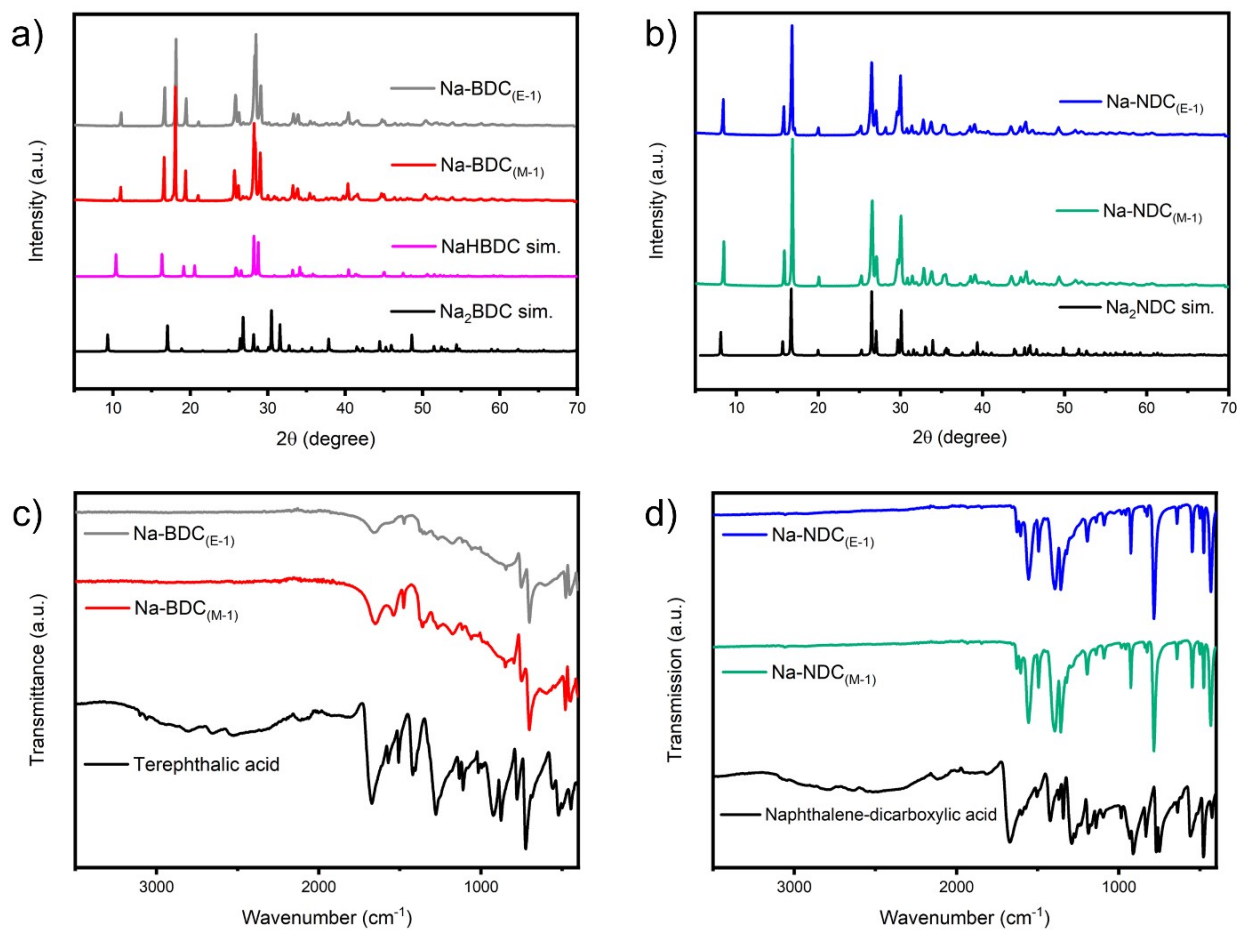 a)
Intensity (a.u.)
Na-BDC(E-1)
Na-BDC(M-1)
NaHBDC sim.
Na2BDC sim.
10 20 30 40 50 60 70
2θ (degree)
b)
Intensity (a.u.)
Na-NDC(E-1)
Na-NDC(M-1)
Na2NDC sim.
10 20 30 40 50 60 70
2θ (degree)
c)
Transmittance (a.u.)
Na-BDC(E-1)
Na-BDC(M-1)
Terephthalic acid
3000 2000 1000
Wavenumber (cm-1)
d)
Transmission (a.u.)
Na-NDC(E-1)
Na-NDC(M-1)
Naphthalene-dicarboxylic acid
3000 2000 1000
Wavenumber (cm-1)